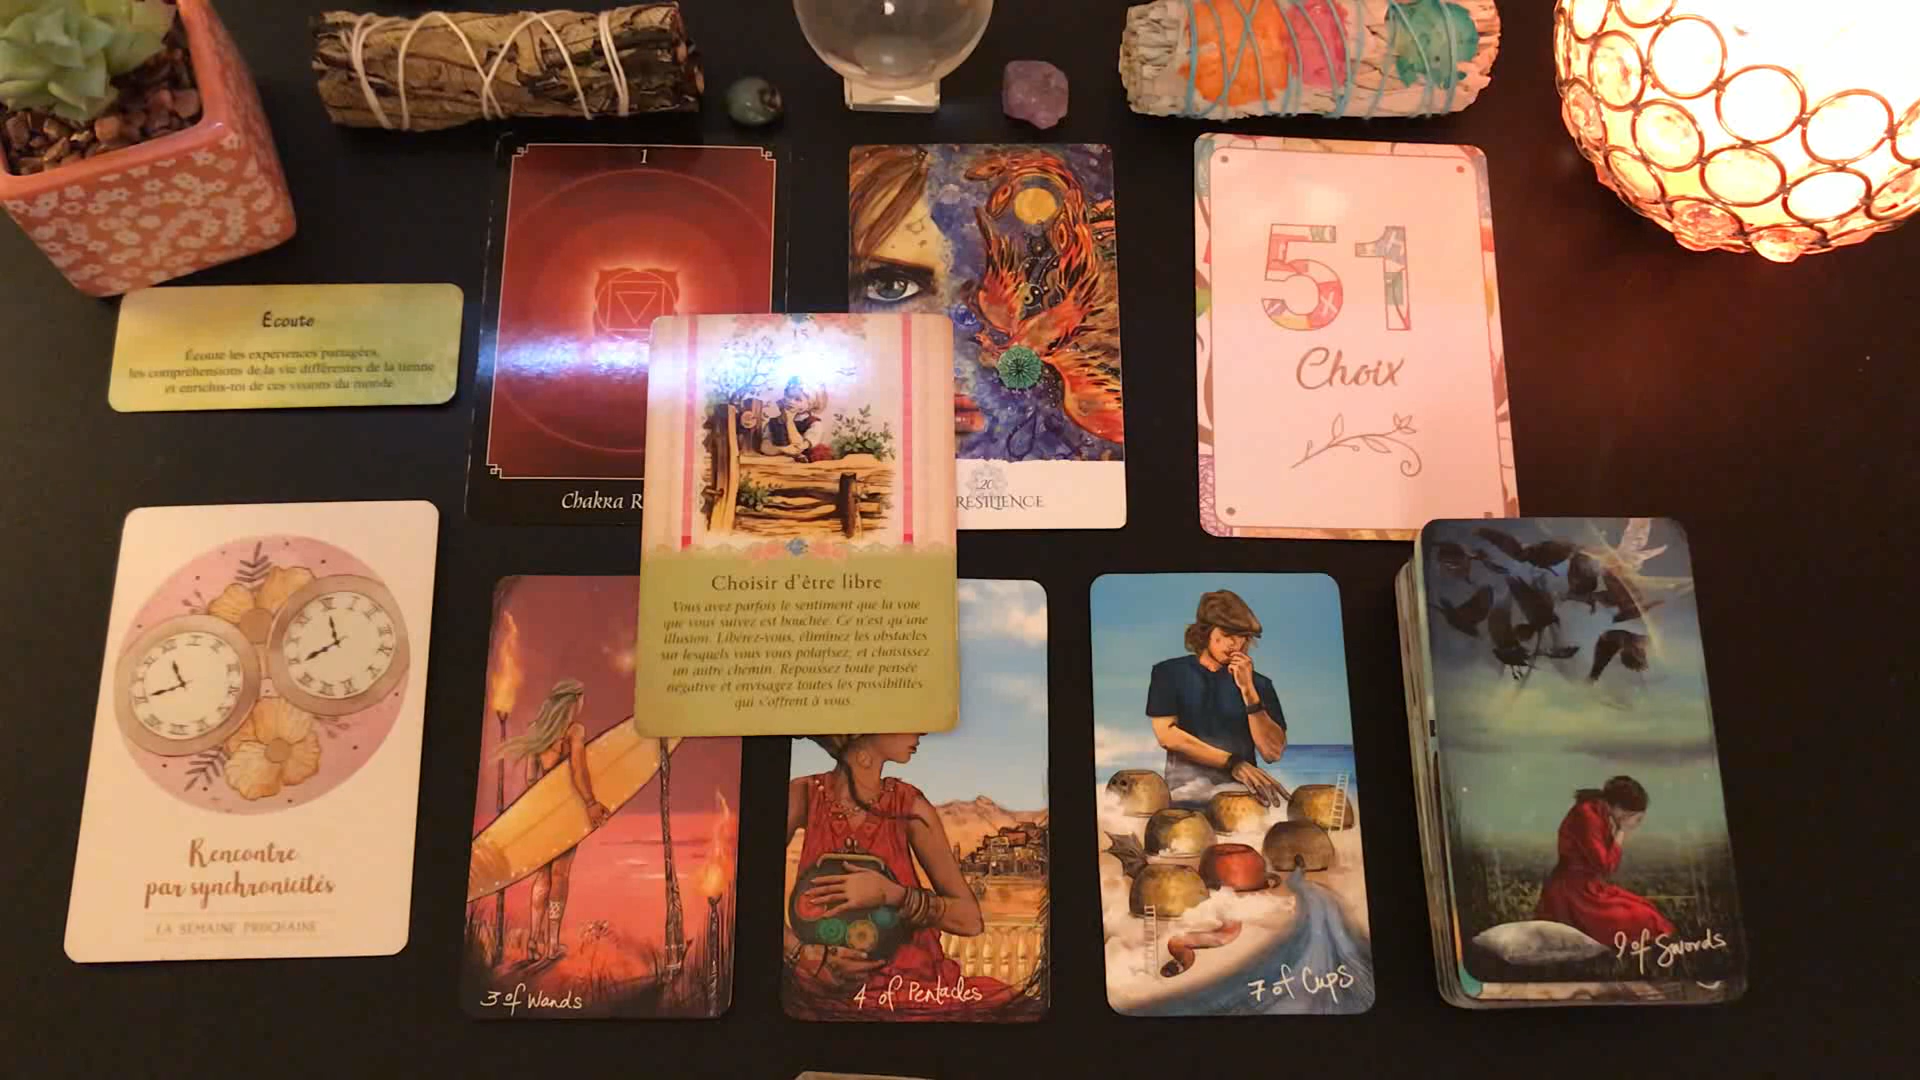 Écoute
Écoute les expériences partagées,
les compréhensions de la vie différentes de la tienne
et enrichis-toi de ces visions du monde.
1
Chakra R
20
RESILIENCE
51
Choix
15
Choisir d'être libre
Vous avez parfois le sentiment que la voie
que vous suivez est bouchée. Ce n'est qu'une
illusion. Libérez-vous, éliminez les obstacles
sur lesquels vous vous polarisez, et choisissez
un autre chemin. Repoussez toute pensée
négative et envisagez toutes les possibilités
qui s'offrent à vous.
Rencontre
par synchronicités
LA SEMAINE PROCHAINE
3 of Wands
4 of Pentacles
7 of Cups
9 of Swords